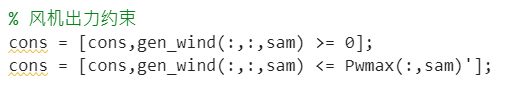 % 风机出力约束
cons = [cons,gen_wind(:,:,sam) >= 0];
cons = [cons,gen_wind(:,:,sam) <= Pwmax(:,sam)'];